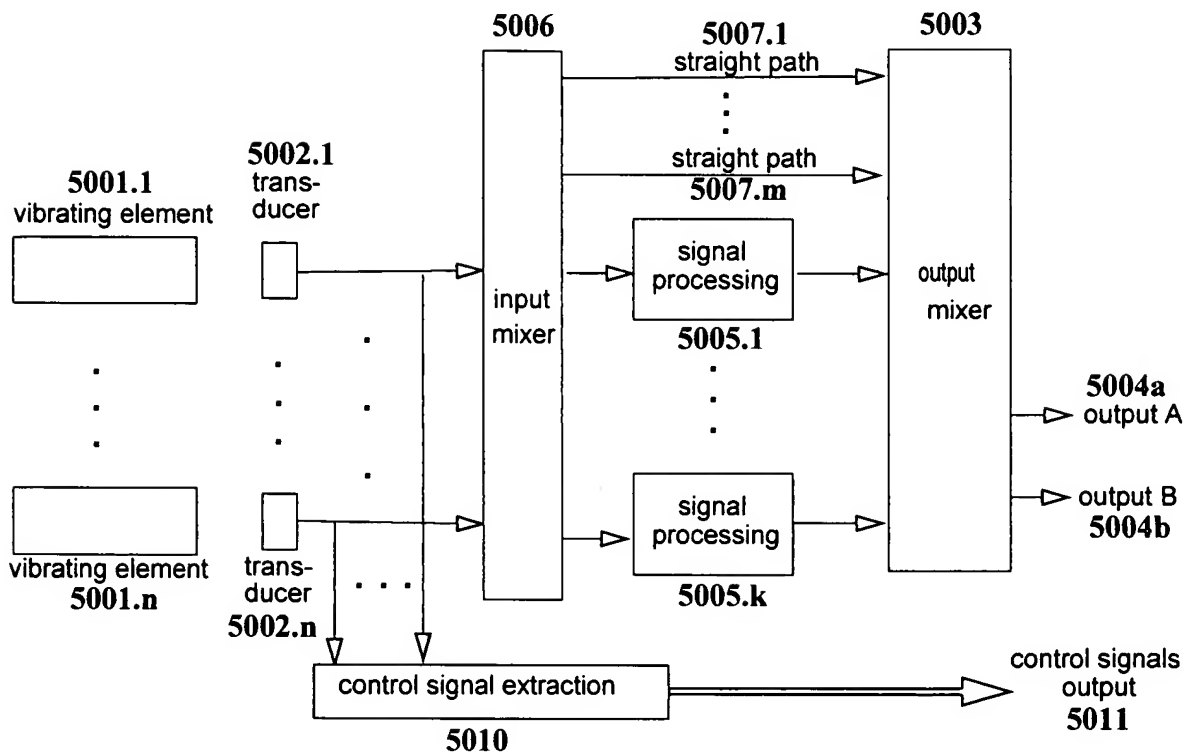 5006
5007.1
straight path
5003
5002.1
trans-
ducer
5001.1
vibrating element
straight path
5007.m
input
mixer
signal
processing
5005.1
output
mixer
5004a
output A
output B
5004b
vibrating element
5001.n
trans-
ducer
5002.n
signal
processing
5005.k
control signal extraction
5010
control signals
output
5011